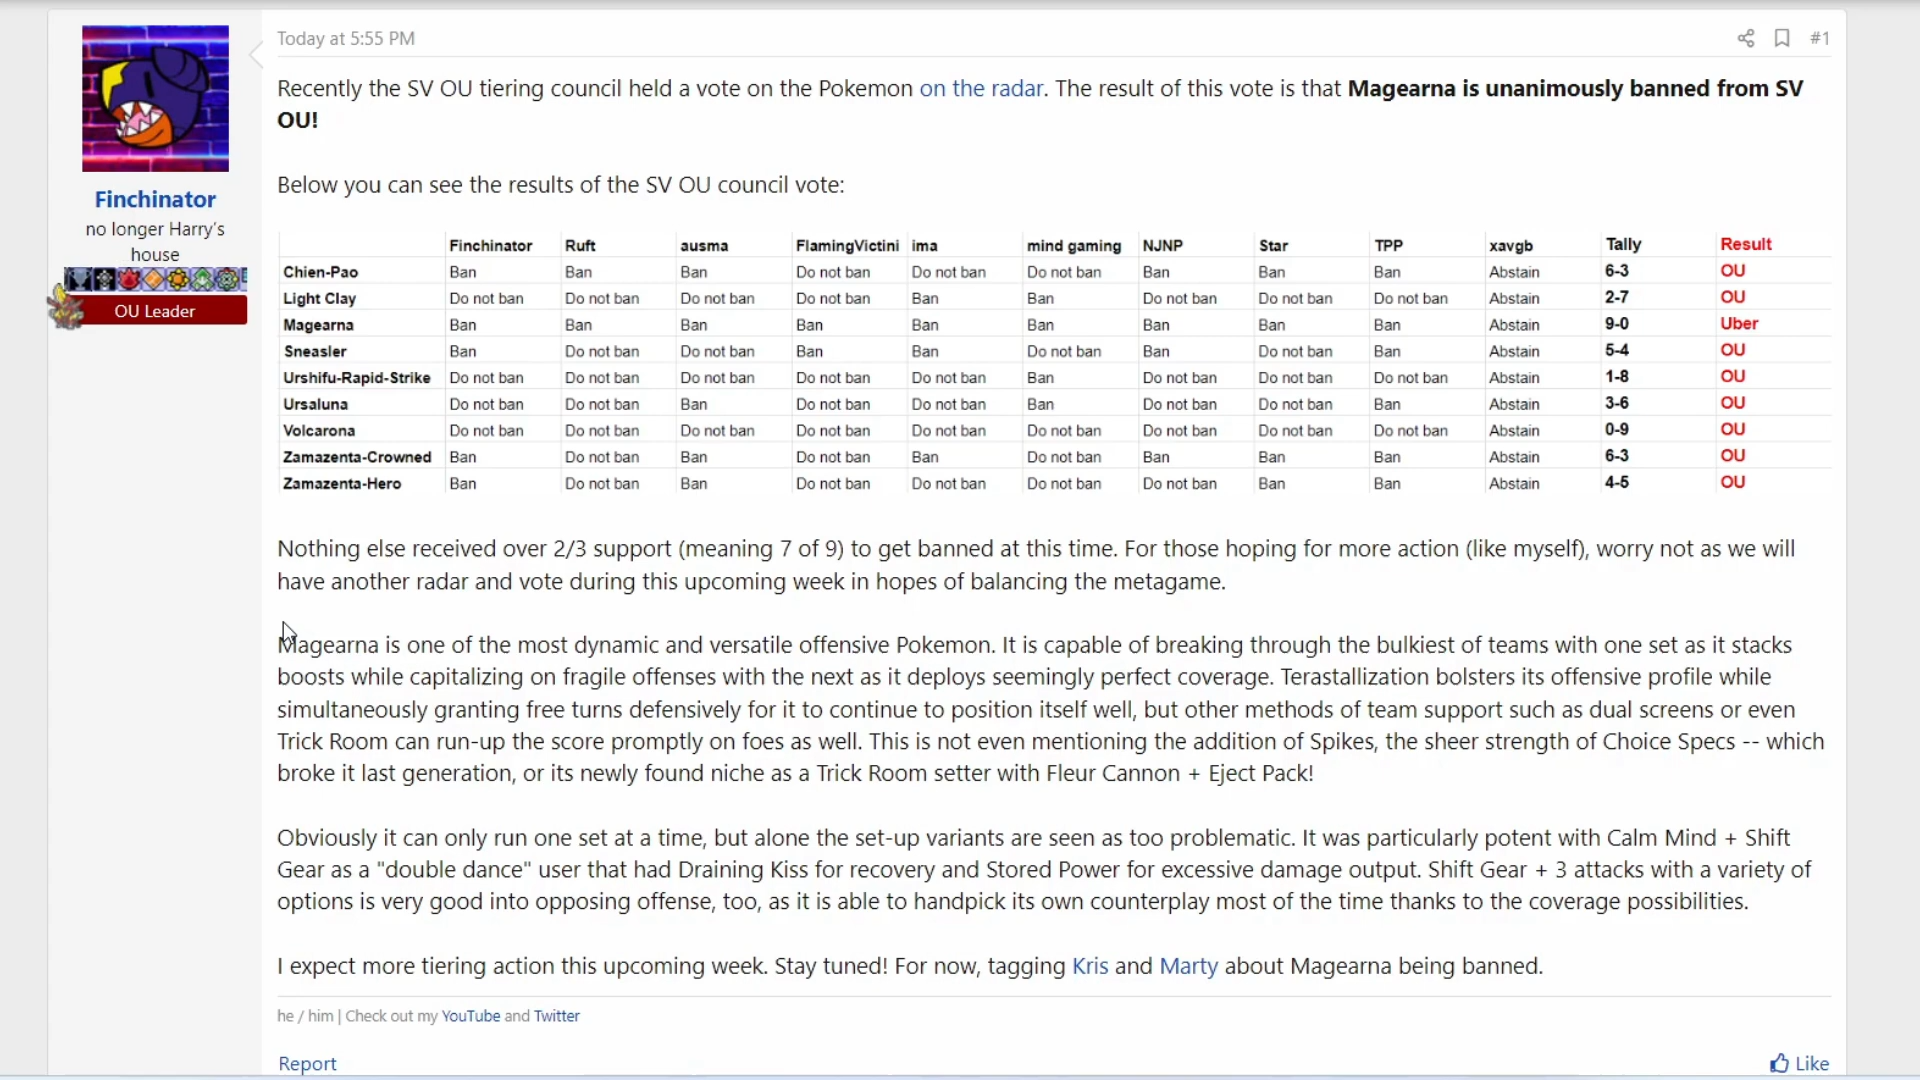 Today at 5:55 PM
#1
Recently the SV OU tiering council held a vote on the Pokemon on the radar. The result of this vote is that Magearna is unanimously banned from SV
OU!
Finchinator
no longer Harry's
house
OU Leader
Below you can see the results of the SV OU council vote:
Finchinator Ruft ausma FlamingVictini ima mind gaming NJNP Star TPP xavgb Tally Result
Chien-Pao Ban Ban Ban Do not ban Do not ban Do not ban Ban Ban Ban Abstain 6-3 OU
Light Clay Do not ban Do not ban Do not ban Do not ban Ban Ban Do not ban Do not ban Do not ban Abstain 2-7 OU
Magearna Ban Ban Ban Ban Ban Ban Ban Ban Ban Abstain 9-0 Uber
Sneasler Ban Do not ban Do not ban Ban Ban Do not ban Ban Do not ban Ban Abstain 5-4 OU
Urshifu-Rapid-Strike Do not ban Do not ban Do not ban Do not ban Do not ban Ban Do not ban Do not ban Do not ban Abstain 1-8 OU
Ursaluna Do not ban Do not ban Ban Do not ban Do not ban Ban Do not ban Do not ban Ban Abstain 3-6 OU
Volcarona Do not ban Do not ban Do not ban Do not ban Do not ban Do not ban Do not ban Do not ban Do not ban Abstain 0-9 OU
Zamazenta-Crowned Ban Do not ban Ban Do not ban Ban Do not ban Ban Ban Ban Abstain 6-3 OU
Zamazenta-Hero Ban Do not ban Ban Do not ban Do not ban Do not ban Do not ban Ban Ban Abstain 4-5 OU
Nothing else received over 2/3 support (meaning 7 of 9) to get banned at this time. For those hoping for more action (like myself), worry not as we will
have another radar and vote during this upcoming week in hopes of balancing the metagame.
Magearna is one of the most dynamic and versatile offensive Pokemon. It is capable of breaking through the bulkiest of teams with one set as it stacks
boosts while capitalizing on fragile offenses with the next as it deploys seemingly perfect coverage. Terastallization bolsters its offensive profile while
simultaneously granting free turns defensively for it to continue to position itself well, but other methods of team support such as dual screens or even
Trick Room can run-up the score promptly on foes as well. This is not even mentioning the addition of Spikes, the sheer strength of Choice Specs -- which
broke it last generation, or its newly found niche as a Trick Room setter with Fleur Cannon + Eject Pack!
Obviously it can only run one set at a time, but alone the set-up variants are seen as too problematic. It was particularly potent with Calm Mind + Shift
Gear as a "double dance" user that had Draining Kiss for recovery and Stored Power for excessive damage output. Shift Gear + 3 attacks with a variety of
options is very good into opposing offense, too, as it is able to handpick its own counterplay most of the time thanks to the coverage possibilities.
I expect more tiering action this upcoming week. Stay tuned! For now, tagging Kris and Marty about Magearna being banned.
he / him | Check out my YouTube and Twitter
Report
Like